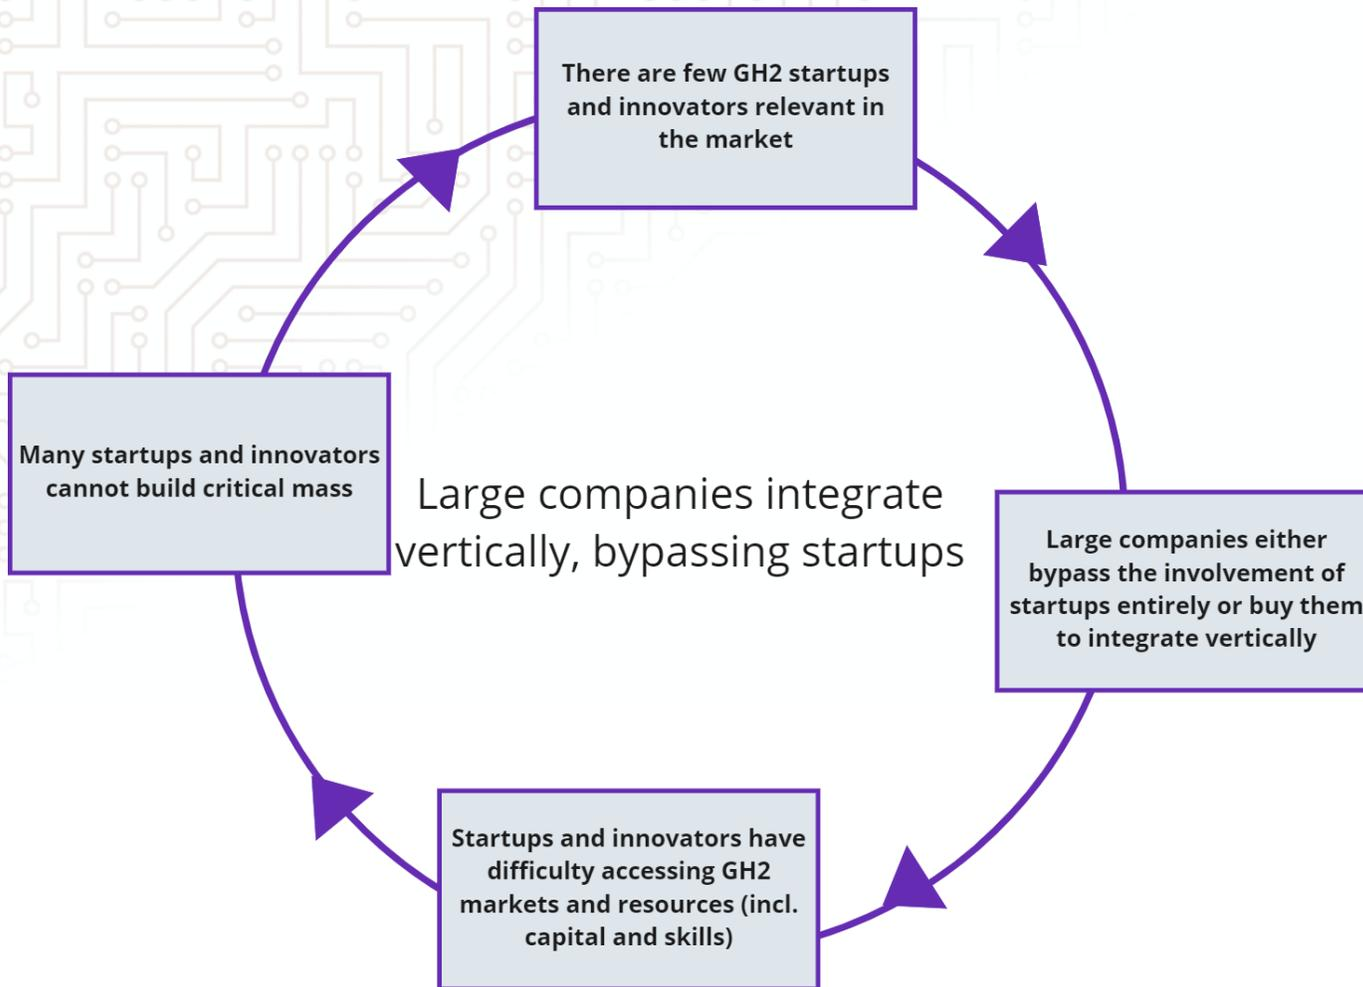 There are few GH2 startups
and innovators relevant in
the market
Many startups and innovators
cannot build critical mass
Large companies integrate
vertically, bypassing startups
Large companies either
bypass the involvement of
startups entirely or buy them
to integrate vertically
Startups and innovators have
difficulty accessing GH2
markets and resources (incl.
capital and skills)